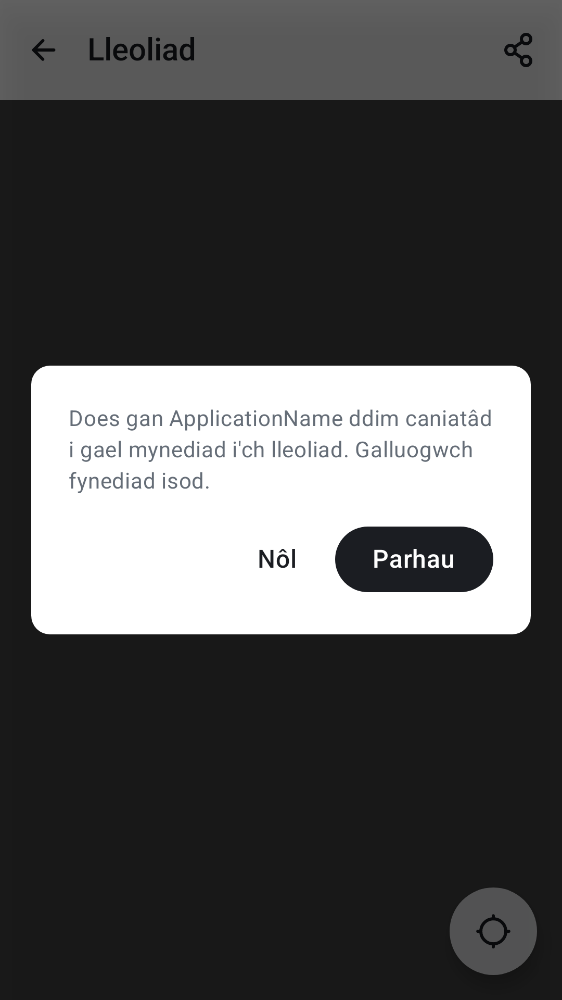 Lleoliad
Does gan ApplicationName ddim caniatâd
i gael mynediad i'ch lleoliad. Galluogwch
fynediad isod.
Nôl
Parhau